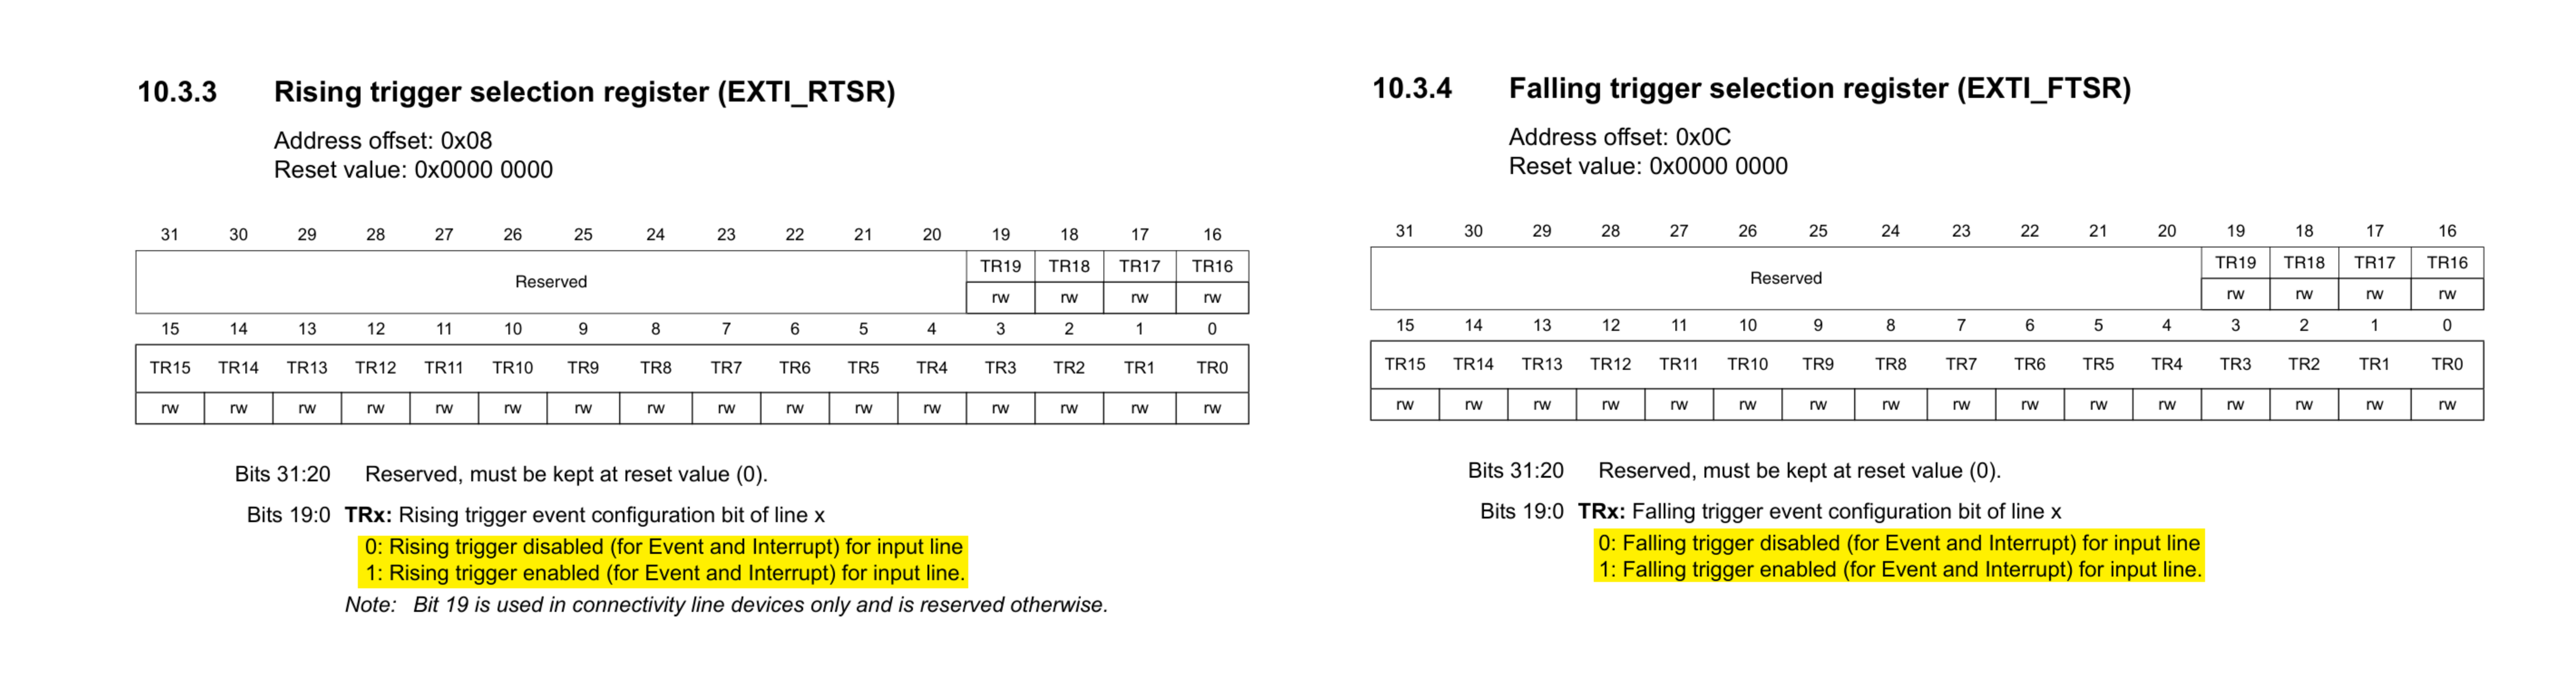 10.3.3 Rising trigger selection register (EXTI_RTSR)
Address offset: 0x08
Reset value: 0x0000 0000
31 30 29 28 27 26 25 24 23 22 21 20 19 18 17 16
Reserved TR19 TR18 TR17 TR16
rw rw rw rw
15 14 13 12 11 10 9 8 7 6 5 4 3 2 1 0
TR15 TR14 TR13 TR12 TR11 TR10 TR9 TR8 TR7 TR6 TR5 TR4 TR3 TR2 TR1 TR0
rw rw rw rw rw rw rw rw rw rw rw rw rw rw rw rw
Bits 31:20 Reserved, must be kept at reset value (0).
Bits 19:0 TRx: Rising trigger event configuration bit of line x
0: Rising trigger disabled (for Event and Interrupt) for input line
1: Rising trigger enabled (for Event and Interrupt) for input line.
Note: Bit 19 is used in connectivity line devices only and is reserved otherwise.
10.3.4 Falling trigger selection register (EXTI_FTSR)
Address offset: 0x0C
Reset value: 0x0000 0000
31 30 29 28 27 26 25 24 23 22 21 20 19 18 17 16
Reserved TR19 TR18 TR17 TR16
rw rw rw rw
15 14 13 12 11 10 9 8 7 6 5 4 3 2 1 0
TR15 TR14 TR13 TR12 TR11 TR10 TR9 TR8 TR7 TR6 TR5 TR4 TR3 TR2 TR1 TR0
rw rw rw rw rw rw rw rw rw rw rw rw rw rw rw rw
Bits 31:20 Reserved, must be kept at reset value (0).
Bits 19:0 TRx: Falling trigger event configuration bit of line x
0: Falling trigger disabled (for Event and Interrupt) for input line
1: Falling trigger enabled (for Event and Interrupt) for input line.